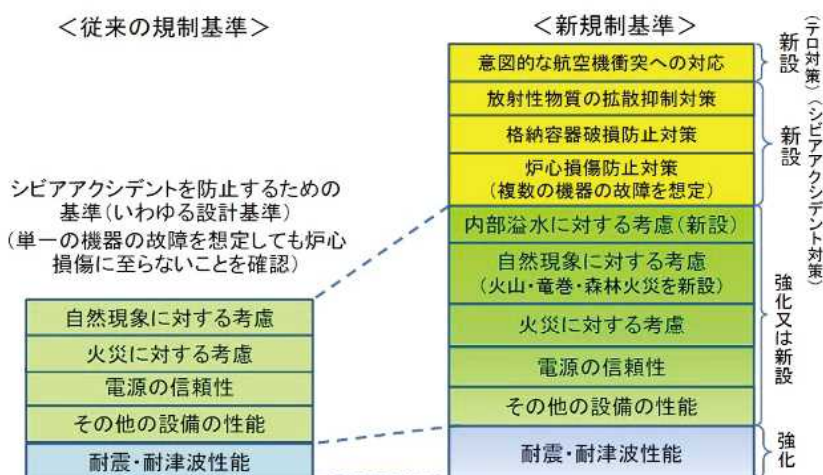 <従来の規制基準>
シビアアクシデントを防止するための
基準(いわゆる設計基準)
(単一の機器の故障を想定しても炉心
損傷に至らないことを確認)
自然現象に対する考慮
火災に対する考慮
電源の信頼性
その他の設備の性能
耐震・耐津波性能
<新規制基準>
意図的な航空機衝突への対応
放射性物質の拡散抑制対策
格納容器破損防止対策
炉心損傷防止対策
(複数の機器の故障を想定)
内部溢水に対する考慮(新設)
自然現象に対する考慮
(火山・竜巻・森林火災を新設)
火災に対する考慮
電源の信頼性
その他の設備の性能
耐震・耐津波性能
新設
(テロ対策)
新設
(シビアアクシデント対策)
強化又は新設
強化